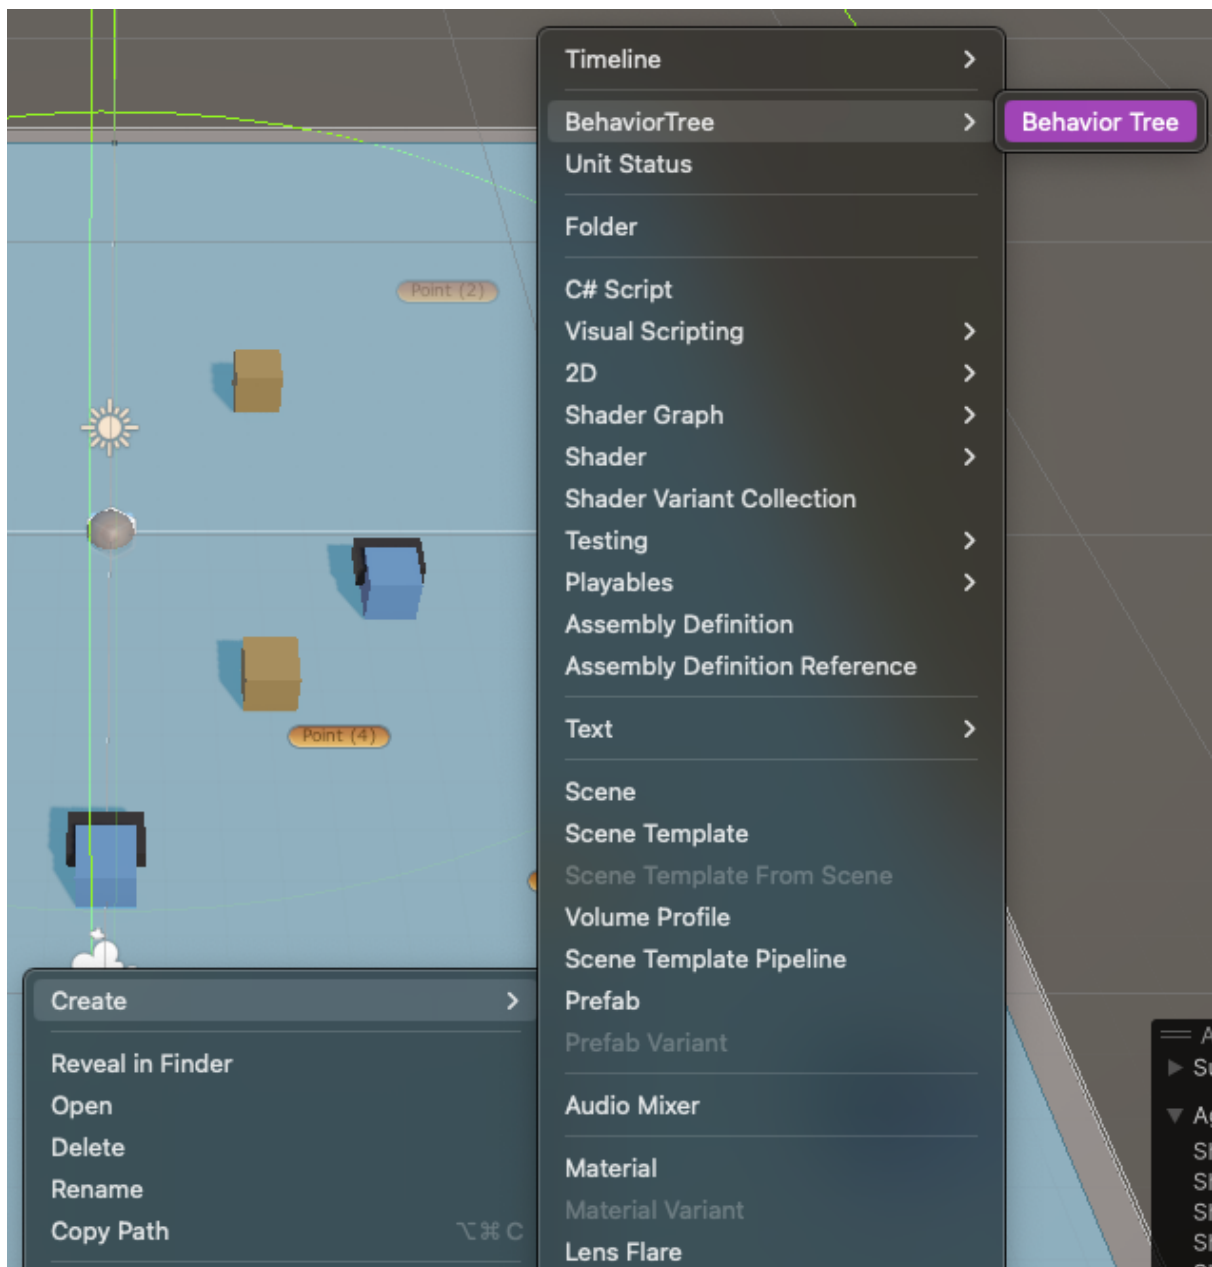 Timeline
BehaviorTree
Behavior Tree
Unit Status
Folder
Point (2)
C# Script
Visual Scripting
2D
Shader Graph
Shader
Shader Variant Collection
Testing
Playables
Assembly Definition
Assembly Definition Reference
Text
Point (4)
Scene
Scene Template
Scene Template From Scene
Volume Profile
Scene Template Pipeline
Prefab
Prefab Variant
Audio Mixer
Material
Material Variant
Lens Flare
Create
Reveal in Finder
Open
Delete
Rename
Copy Path ⌥⌘C